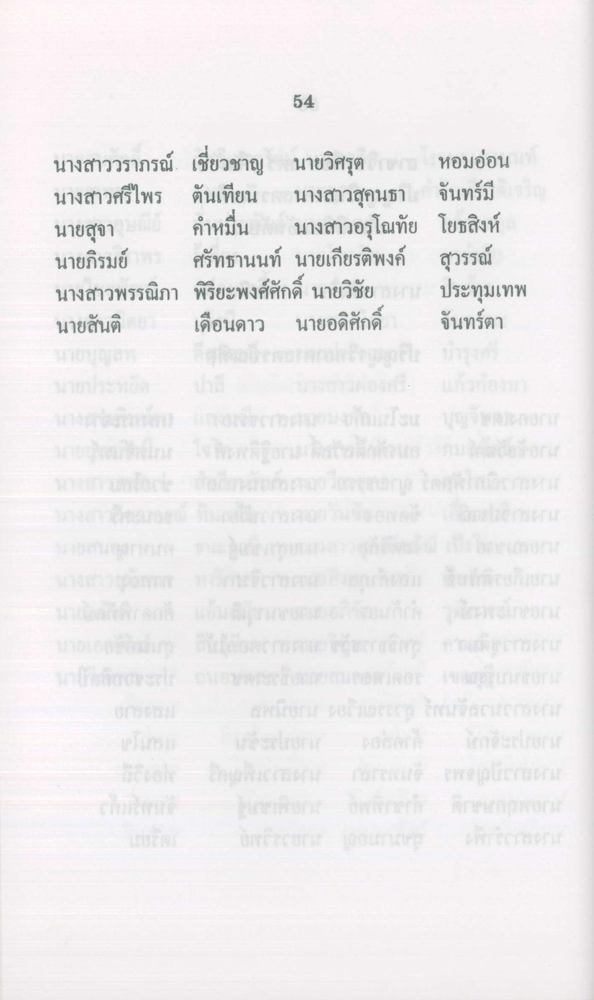 54
นางสาววราภรณ์ เชี่ยวชาญ นายวิศรุต หอมอ่อน
นางสาวศรีไพร ตันเทียน นางสาวสุคนธา จันทร์มี
นายสุจา คำหมื่น นางสาวอรุโณทัย โยธสิงห์
นายภิรมย์ ศรัทธานนท์ นายเกียรติพงค์ สุวรรณ์
นางสาวพรรณิภา พิริยะพงศ์ศักดิ์ นายวิชัย ประทุมเทพ
นายสันติ เดือนดาว นายอดิศักดิ์ จันทร์ตา